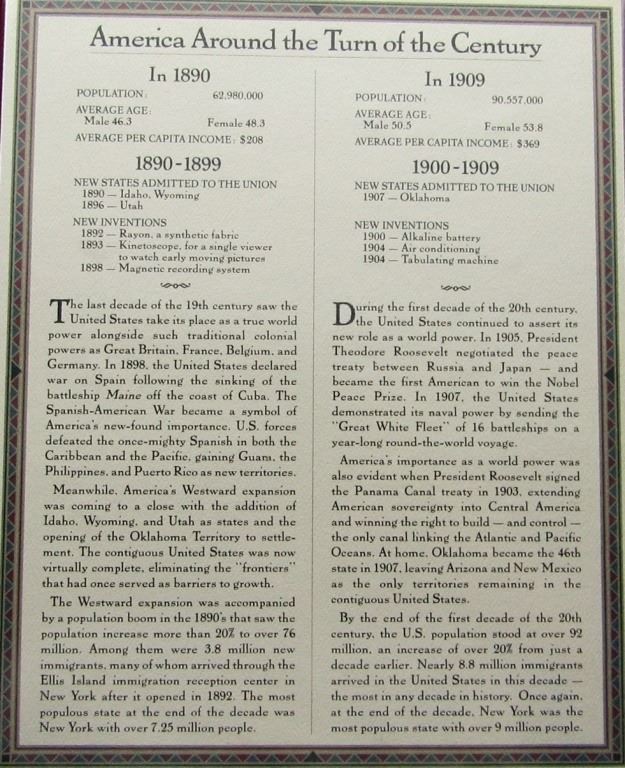 America Around the Turn of the Century
In 1890
POPULATION: 62,980,000
AVERAGE AGE:
Male 46.3 Female 48.3
AVERAGE PER CAPITA INCOME: $208
1890-1899
NEW STATES ADMITTED TO THE UNION
1890 — Idaho, Wyoming
1896 — Utah
NEW INVENTIONS
1892 — Rayon, a synthetic fabric
1893 — Kinetoscope, for a single viewer
to watch early moving pictures
1898 — Magnetic recording system
The last decade of the 19th century saw the
United States take its place as a true world
power alongside such traditional colonial
powers as Great Britain, France, Belgium, and
Germany. In 1898, the United States declared
war on Spain following the sinking of the
battleship Maine off the coast of Cuba. The
Spanish-American War became a symbol of
America's new-found importance. U.S. forces
defeated the once-mighty Spanish in both the
Caribbean and the Pacific, gaining Guam, the
Philippines, and Puerto Rico as new territories.
Meanwhile, America's Westward expansion
was coming to a close with the addition of
Idaho, Wyoming, and Utah as states and the
opening of the Oklahoma Territory to settle-
ment. The contiguous United States was now
virtually complete, eliminating the "frontiers"
that had once served as barriers to growth.
The Westward expansion was accompanied
by a population boom in the 1890's that saw the
population increase more than 20% to over 76
million. Among them were 3.8 million new
immigrants, many of whom arrived through the
Ellis Island immigration reception center in
New York after it opened in 1892. The most
populous state at the end of the decade was
New York with over 7.25 million people.
In 1909
POPULATION: 90,557,000
AVERAGE AGE:
Male 50.5 Female 53.8
AVERAGE PER CAPITA INCOME: $369
1900-1909
NEW STATES ADMITTED TO THE UNION
1907 — Oklahoma
NEW INVENTIONS
1900 — Alkaline battery
1904 — Air conditioning
1904 — Tabulating machine
During the first decade of the 20th century,
the United States continued to assert its
new role as a world power. In 1905, President
Theodore Roosevelt negotiated the peace
treaty between Russia and Japan — and
became the first American to win the Nobel
Peace Prize. In 1907, the United States
demonstrated its naval power by sending the
"Great White Fleet" of 16 battleships on a
year-long round-the-world voyage.
America's importance as a world power was
also evident when President Roosevelt signed
the Panama Canal treaty in 1903, extending
American sovereignty into Central America
and winning the right to build — and control —
the only canal linking the Atlantic and Pacific
Oceans. At home, Oklahoma became the 46th
state in 1907, leaving Arizona and New Mexico
as the only territories remaining in the
contiguous United States.
By the end of the first decade of the 20th
century, the U.S. population stood at over 92
million, an increase of over 20% from just a
decade earlier. Nearly 8.8 million immigrants
arrived in the United States in this decade —
the most in any decade in history. Once again,
at the end of the decade, New York was the
most populous state with over 9 million people.